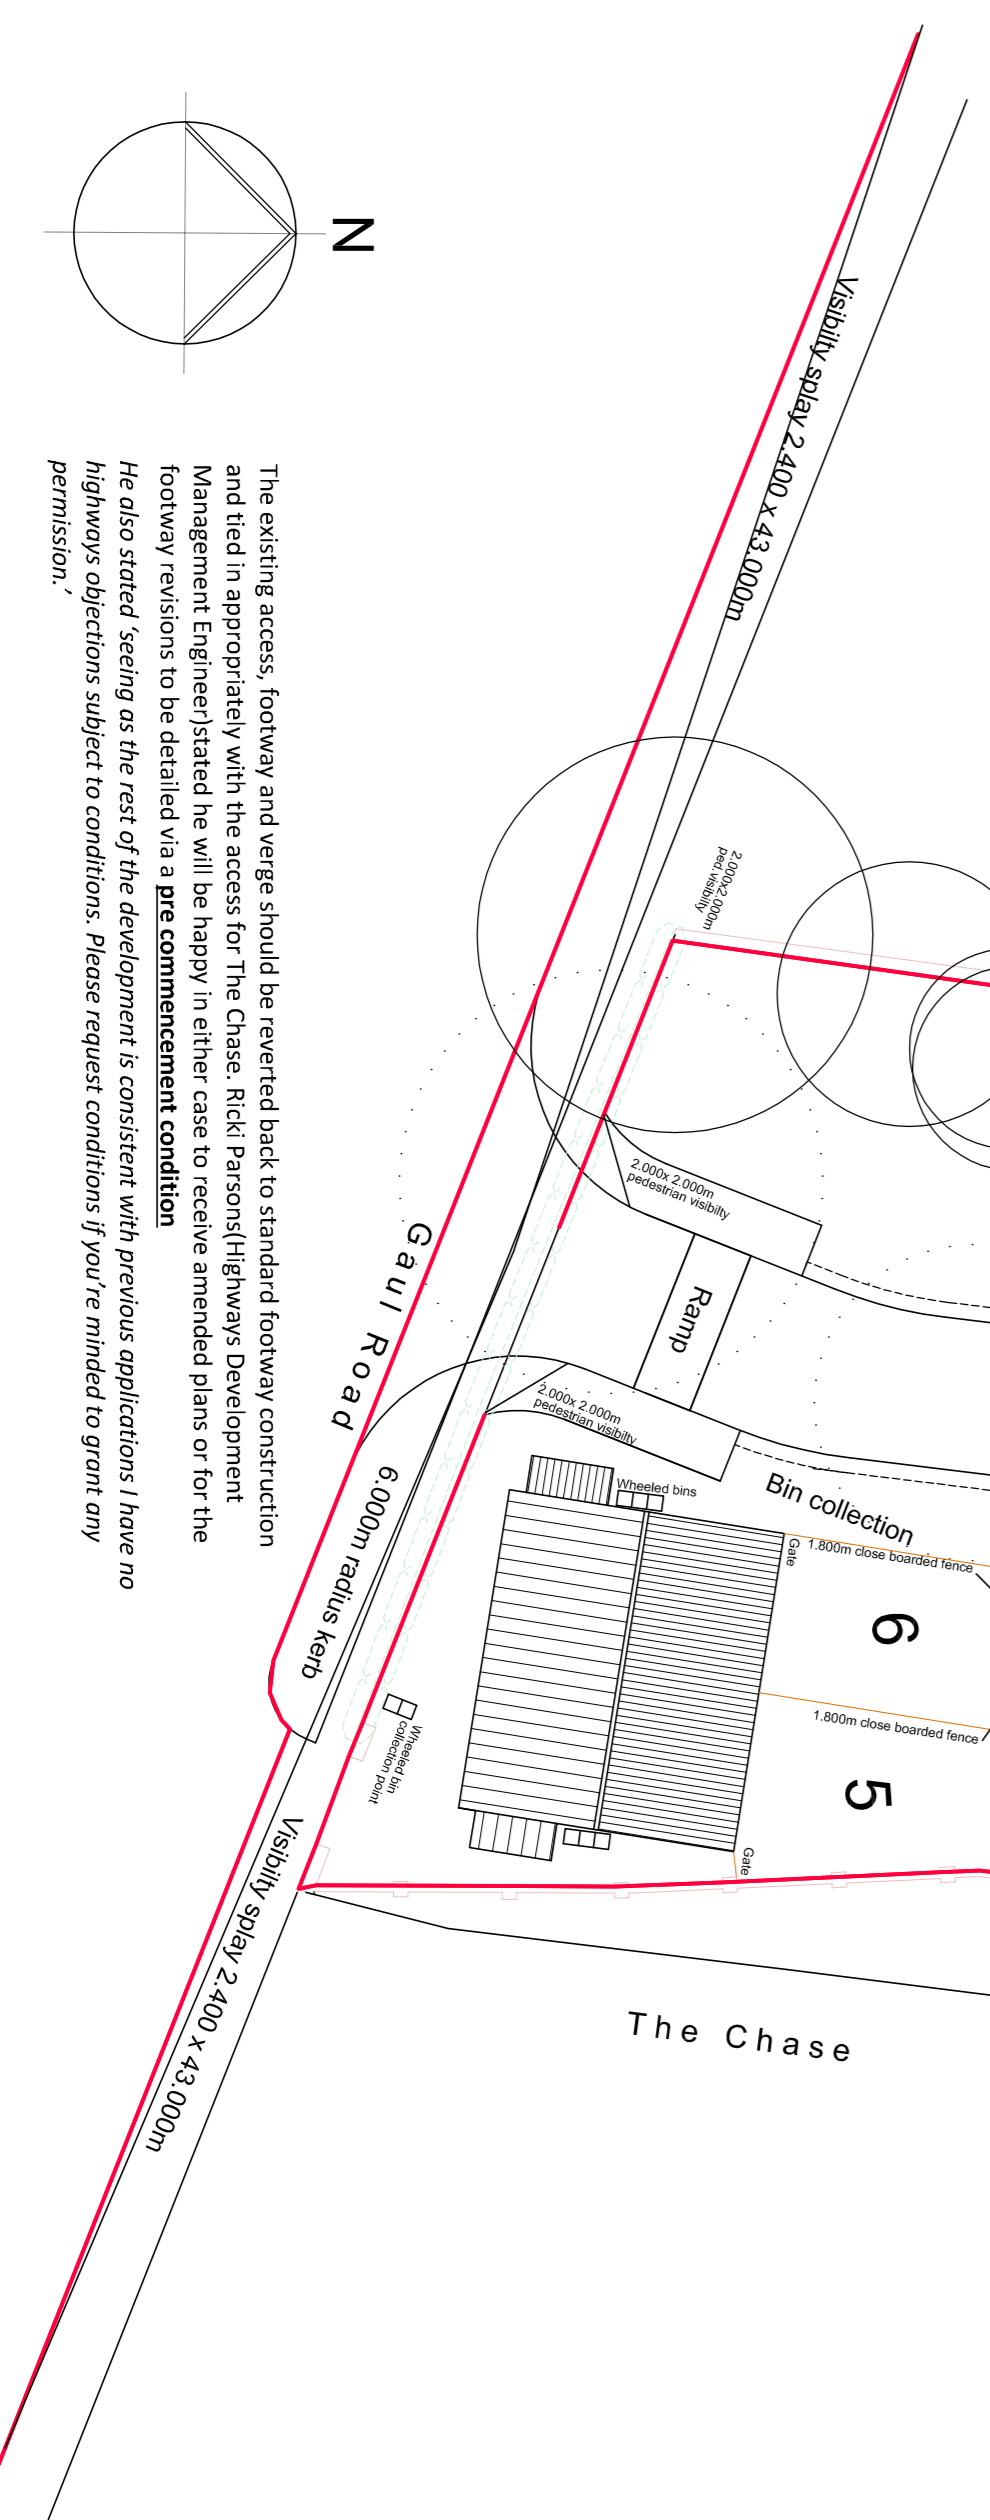 N
The existing access, footway and verge should be reverted back to standard footway construction
and tied in appropriately with the access for The Chase. Ricki Parsons(Highways Development
Management Engineer)stated he will be happy in either case to receive amended plans or for the
footway revisions to be detailed via a pre commencement condition
He also stated ‘seeing as the rest of the development is consistent with previous applications I have no
highways objections subject to conditions. Please request conditions if you’re minded to grant any
permission.’
Visibilty splay 2.400 x 43.000m
2.000x2.000m
ped.visibilty
2.000x 2.000m
pedestrian visibilty
Ramp
Gaul Road
2.000x 2.000m
pedestrian visibilty
6.000m radius kerb
Wheeled bins
Bin collection
Gate
1.800m close boarded fence
6
1.800m close boarded fence
5
Gate
Wheeled bin
collection point
Visibilty splay 2.400 x 43.000m
The Chase